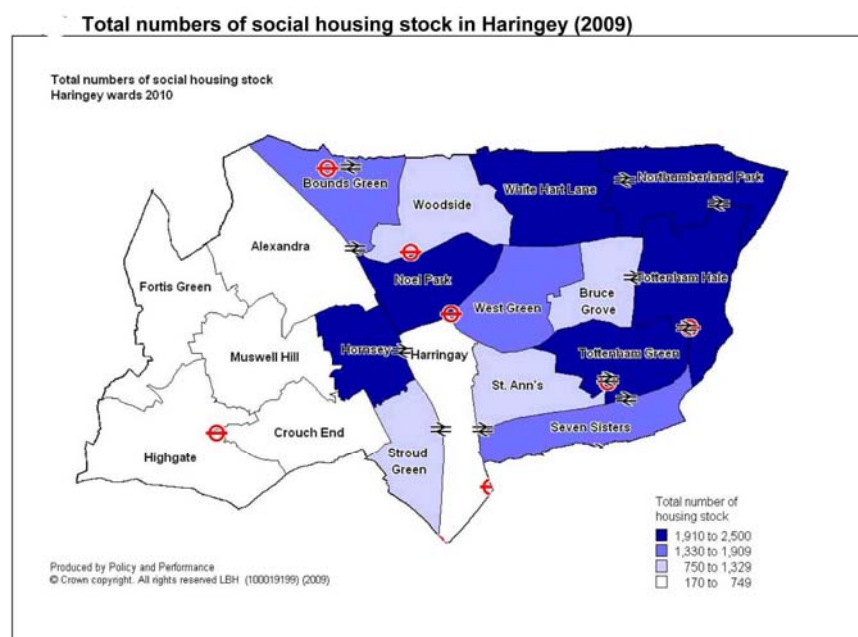 Total numbers of social housing stock in Haringey (2009)
Total numbers of social housing stock
Haringey wards 2010
Bounds Green
Woodside
White Hart Lane
Northumberland Park
Alexandra
Fortis Green
Noel Park
Tottenham Hale
Bruce
Grove
West Green
Muswell Hill
Hornsey
Harringay
Tottenham Green
St. Ann's
Crouch End
Seven Sisters
Highgate
Stroud
Green
Total number of
housing stock
1,910 to 2,500
1,330 to 1,909
750 to 1,329
170 to 749
Produced by Policy and Performance
© Crown copyright. All rights reserved LBH (100019199) (2009)